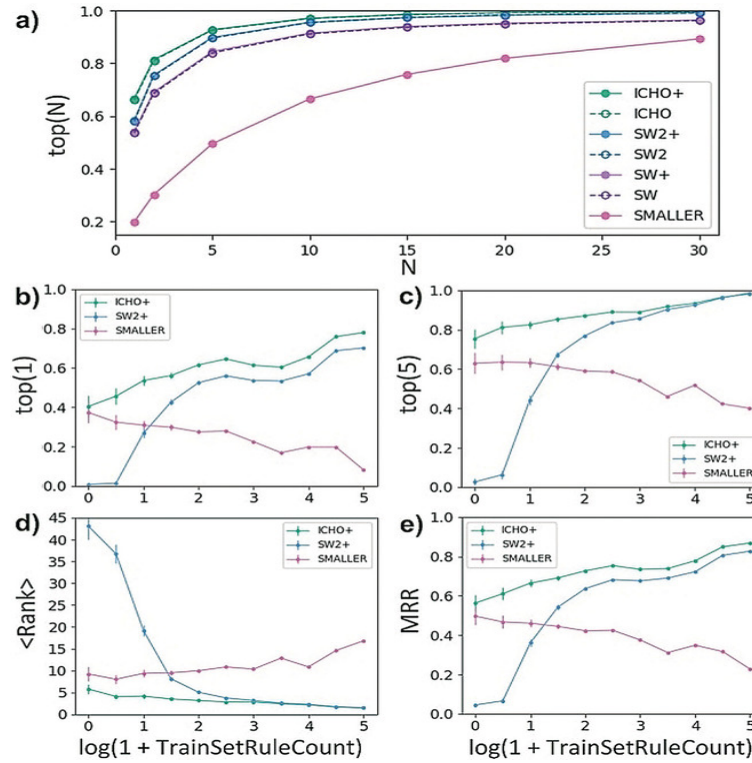 a)
1.0
0.8
0.6
0.4
0.2
top(N)
0 5 10 15 20 25 30
N
ICHO+
ICHO
SW2+
SW2
SW+
SW
SMALLER
b)
1.0
0.8
0.6
0.4
0.2
0.0
top(1)
ICHO+
SW2+
SMALLER
0 1 2 3 4 5
c)
1.0
0.8
0.6
0.4
0.2
0.0
top(5)
ICHO+
SW2+
SMALLER
0 1 2 3 4 5
d)
45
40
35
30
25
20
15
10
5
0
<Rank>
ICHO+
SW2+
SMALLER
0 1 2 3 4 5
log(1 + TrainSetRuleCount)
e)
1.0
0.8
0.6
0.4
0.2
0.0
MRR
ICHO+
SW2+
SMALLER
0 1 2 3 4 5
log(1 + TrainSetRuleCount)